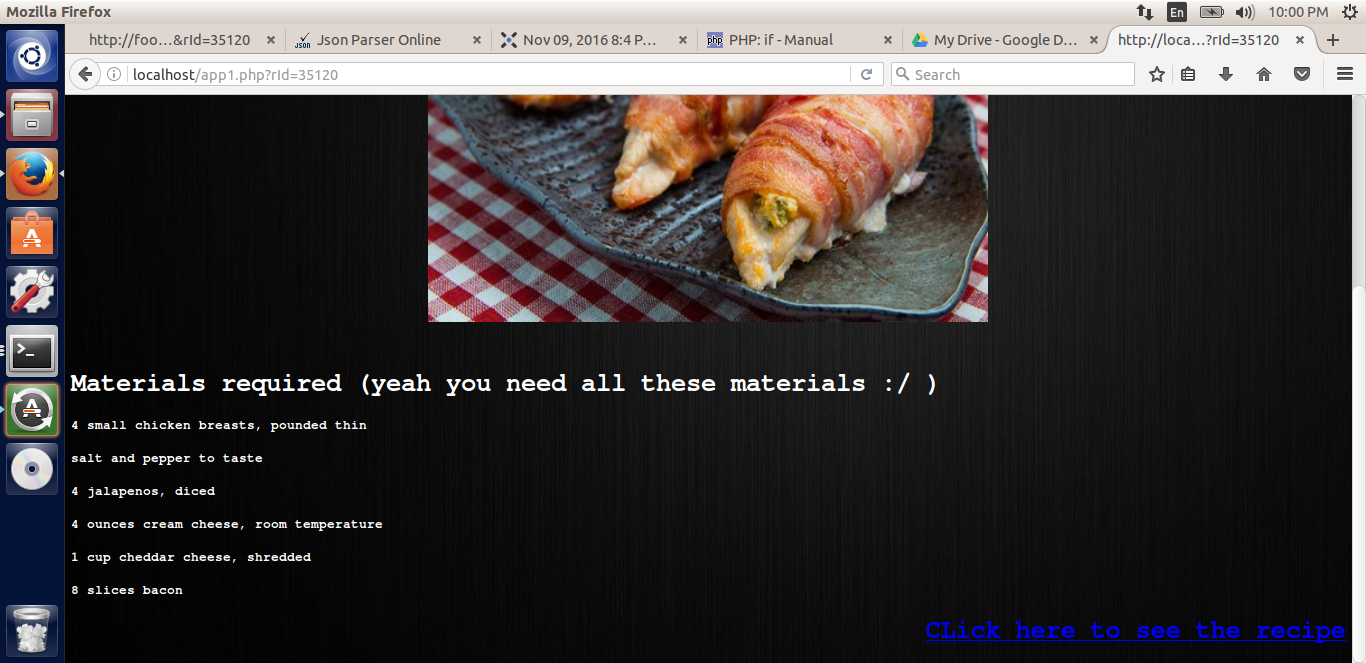 Mozilla Firefox
En
10:00 PM
http://foo...&rId=35120
JSON
Json Parser Online
Nov 09, 2016 8:4 P...
php
PHP: if - Manual
My Drive - Google D...
http://loca...?rId=35120
localhost/app1.php?rId=35120
Search
Materials required (yeah you need all these materials :/ )
4 small chicken breasts, pounded thin
salt and pepper to taste
4 jalapenos, diced
4 ounces cream cheese, room temperature
1 cup cheddar cheese, shredded
8 slices bacon
CLick here to see the recipe